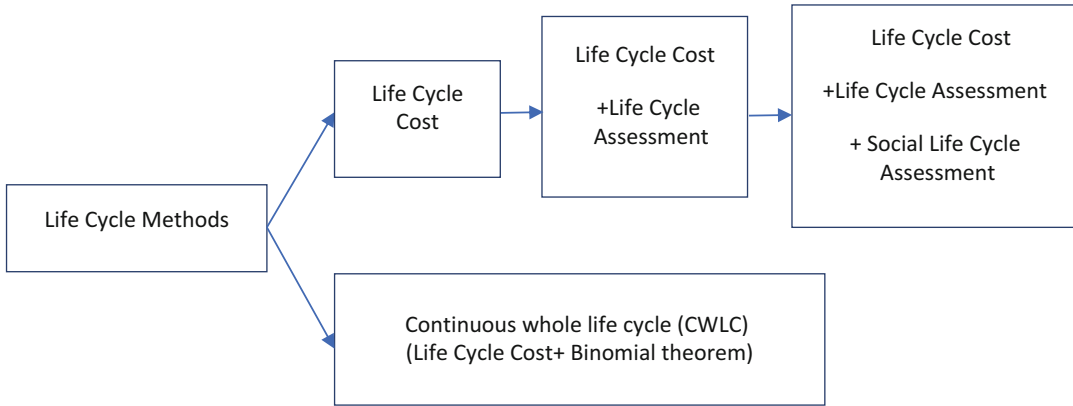 Life Cycle Methods
Life Cycle
Cost
Life Cycle Cost
+Life Cycle
Assessment
Life Cycle Cost
+Life Cycle Assessment
+ Social Life Cycle
Assessment
Continuous whole life cycle (CWLC)
(Life Cycle Cost+ Binomial theorem)